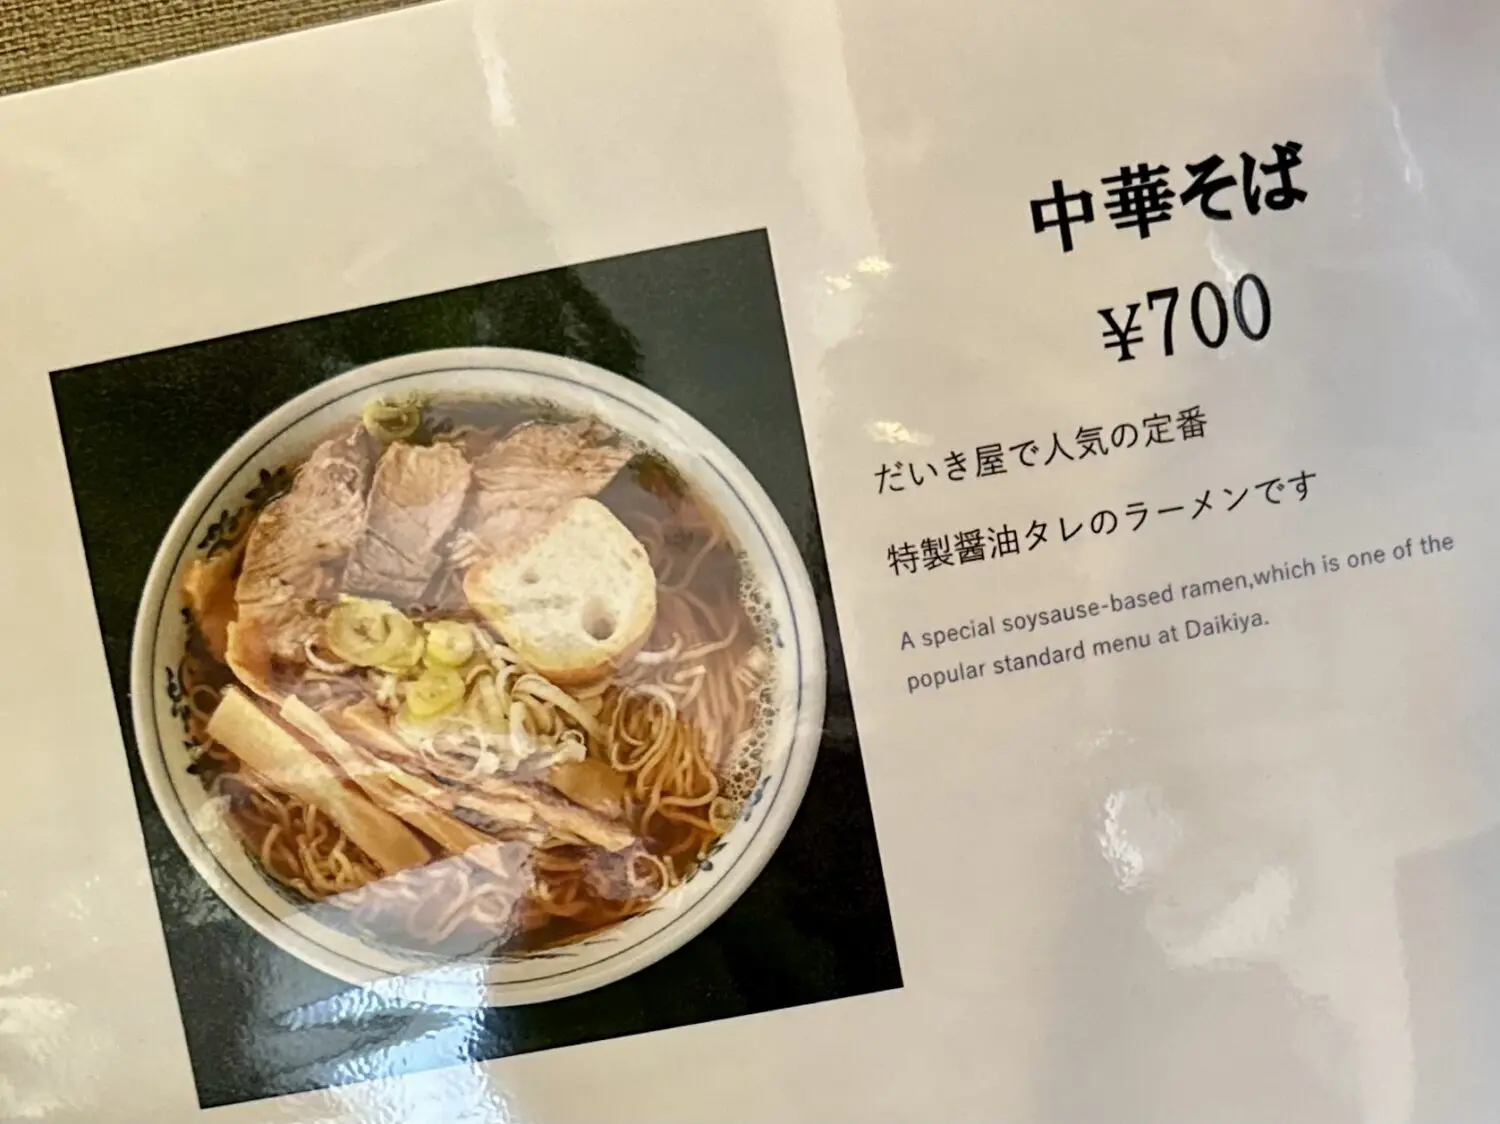 中華そば
¥700
だいき屋で人気の定番
特製醤油タレのラーメンです
A special soysause-based ramen,which is one of the
popular standard menu at Daikiya.